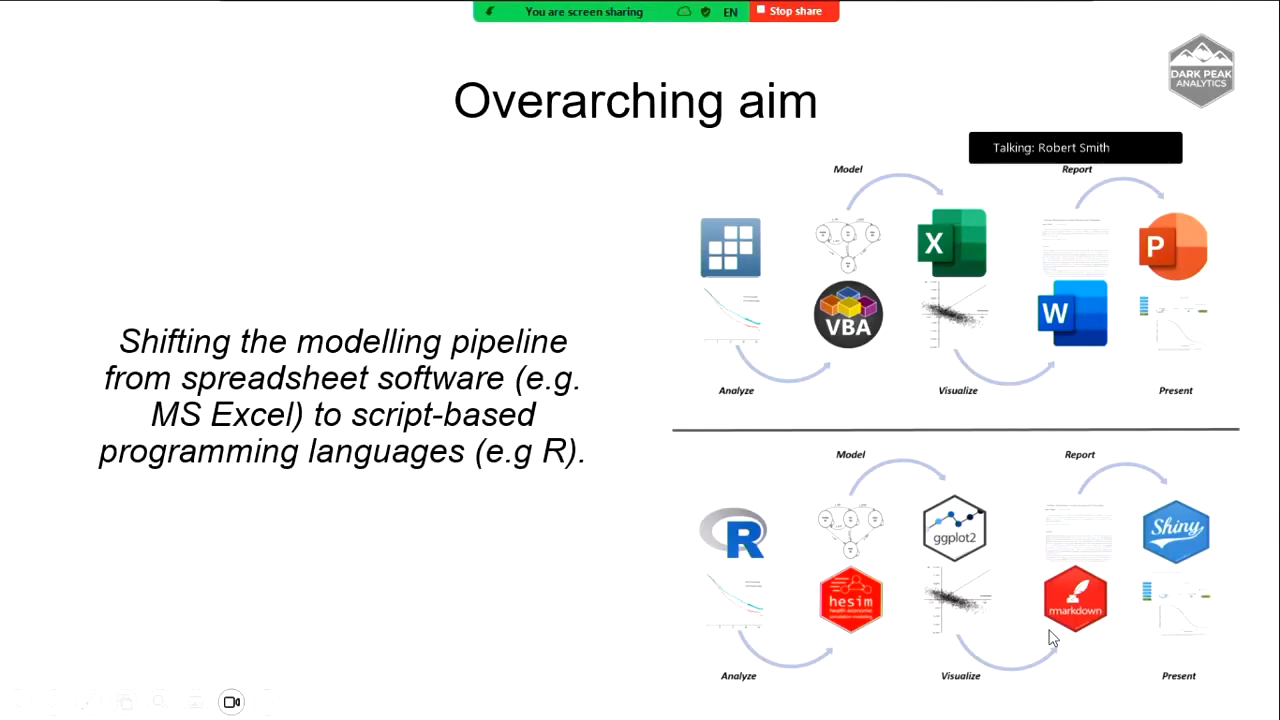 You are screen sharing
EN
Stop share
DARK PEAK
ANALYTICS
Overarching aim
Talking: Robert Smith
Model
Report
X
P
VBA
W
Analyze
Visualize
Present
Shifting the modelling pipeline
from spreadsheet software (e.g.
MS Excel) to script-based
programming languages (e.g R).
Model
Report
R
ggplot2
Shiny
hesim
rmarkdown
Analyze
Visualize
Present